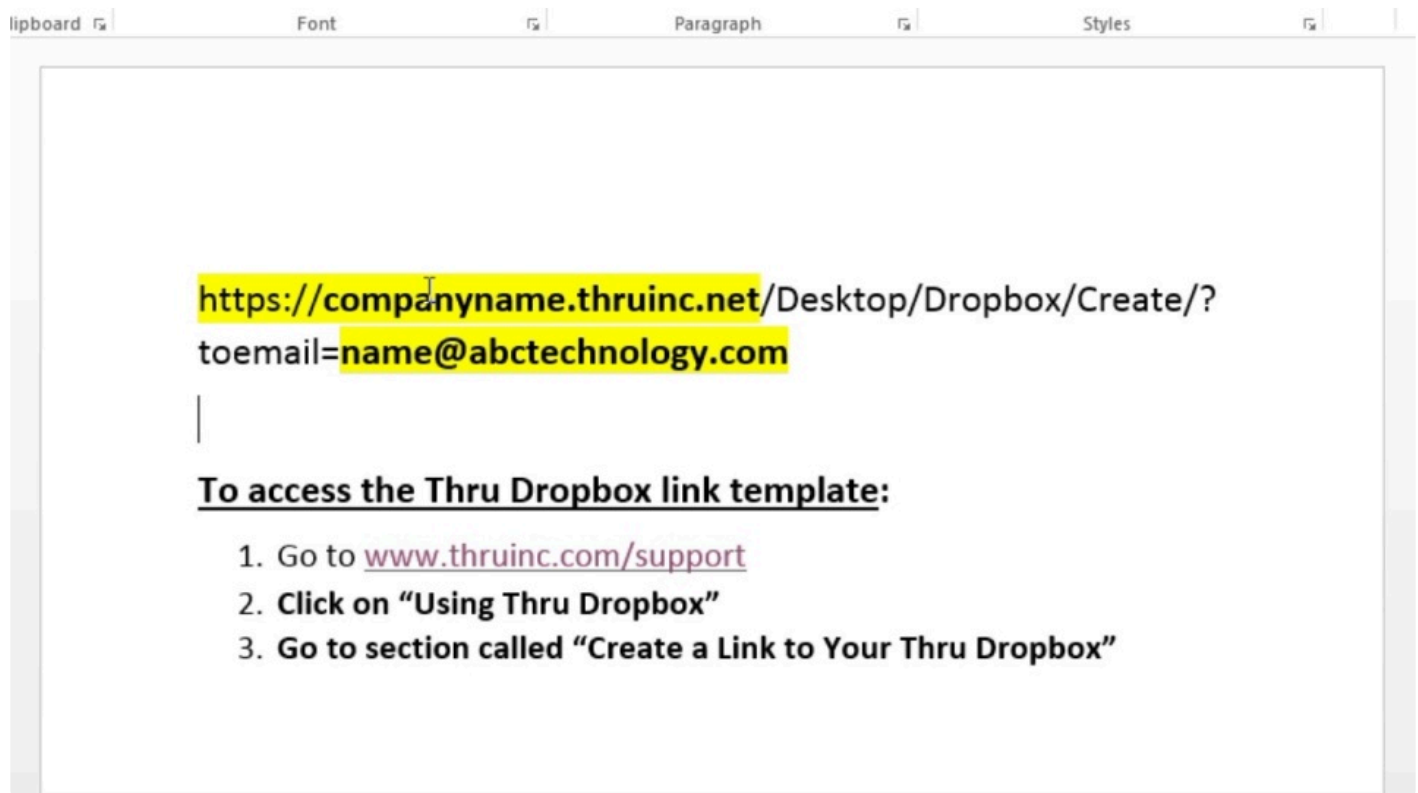 lipboard Font Paragraph Styles
https://companyname.thruinc.net/Desktop/Dropbox/Create/?
toemail=name@abctechnology.com
To access the Thru Dropbox link template:
1. Go to www.thruinc.com/support
2. Click on “Using Thru Dropbox”
3. Go to section called “Create a Link to Your Thru Dropbox”